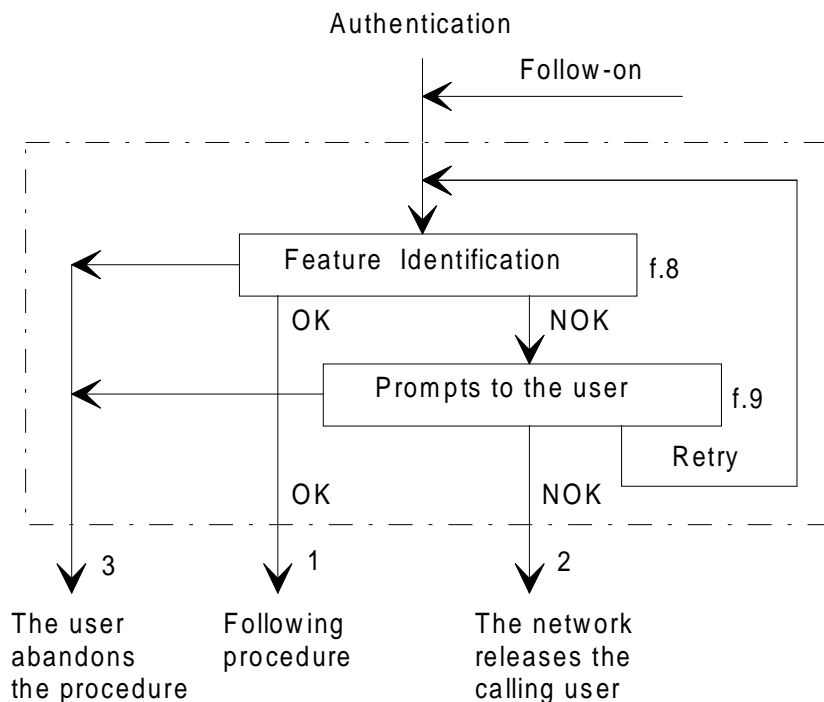 Authentication
Follow-on
Feature Identification
f.8
OK
NOK
Prompts to the user
f.9
Retry
OK
NOK
3
1
2
The user
abandons
the procedure
Following
procedure
The network
releases the
calling user